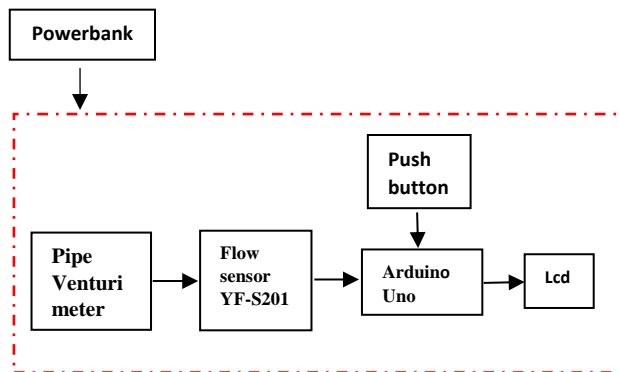 Powerbank
Push
button
Pipe
Venturi
meter
Flow
sensor
YF-S201
Arduino
Uno
Lcd